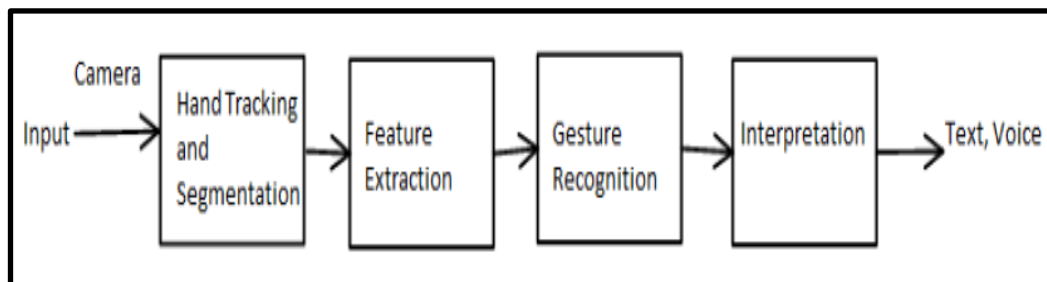 Camera
Input
Hand Tracking
and
Segmentation
Feature
Extraction
Gesture
Recognition
Interpretation
Text, Voice